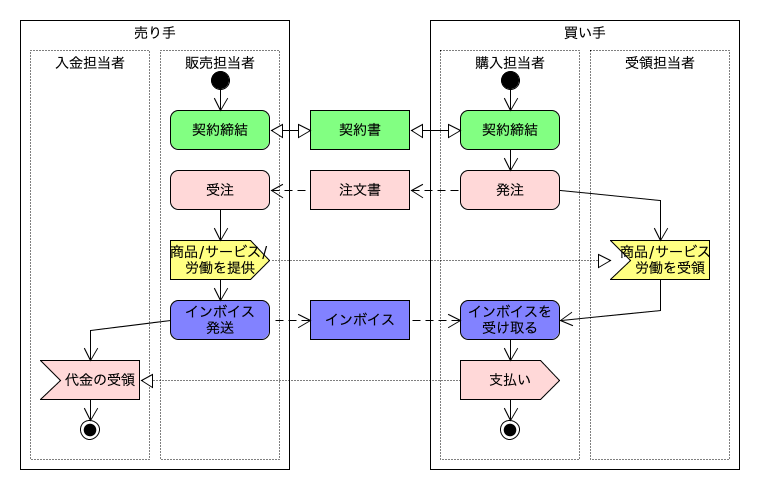 売り手
買い手
入金担当者
販売担当者
購入担当者
受領担当者
契約締結
契約書
契約締結
受注
注文書
発注
商品/サービス/
労働を提供
商品/サービス
労働を受領
インボイス
発送
インボイス
インボイスを
受け取る
代金の受領
支払い